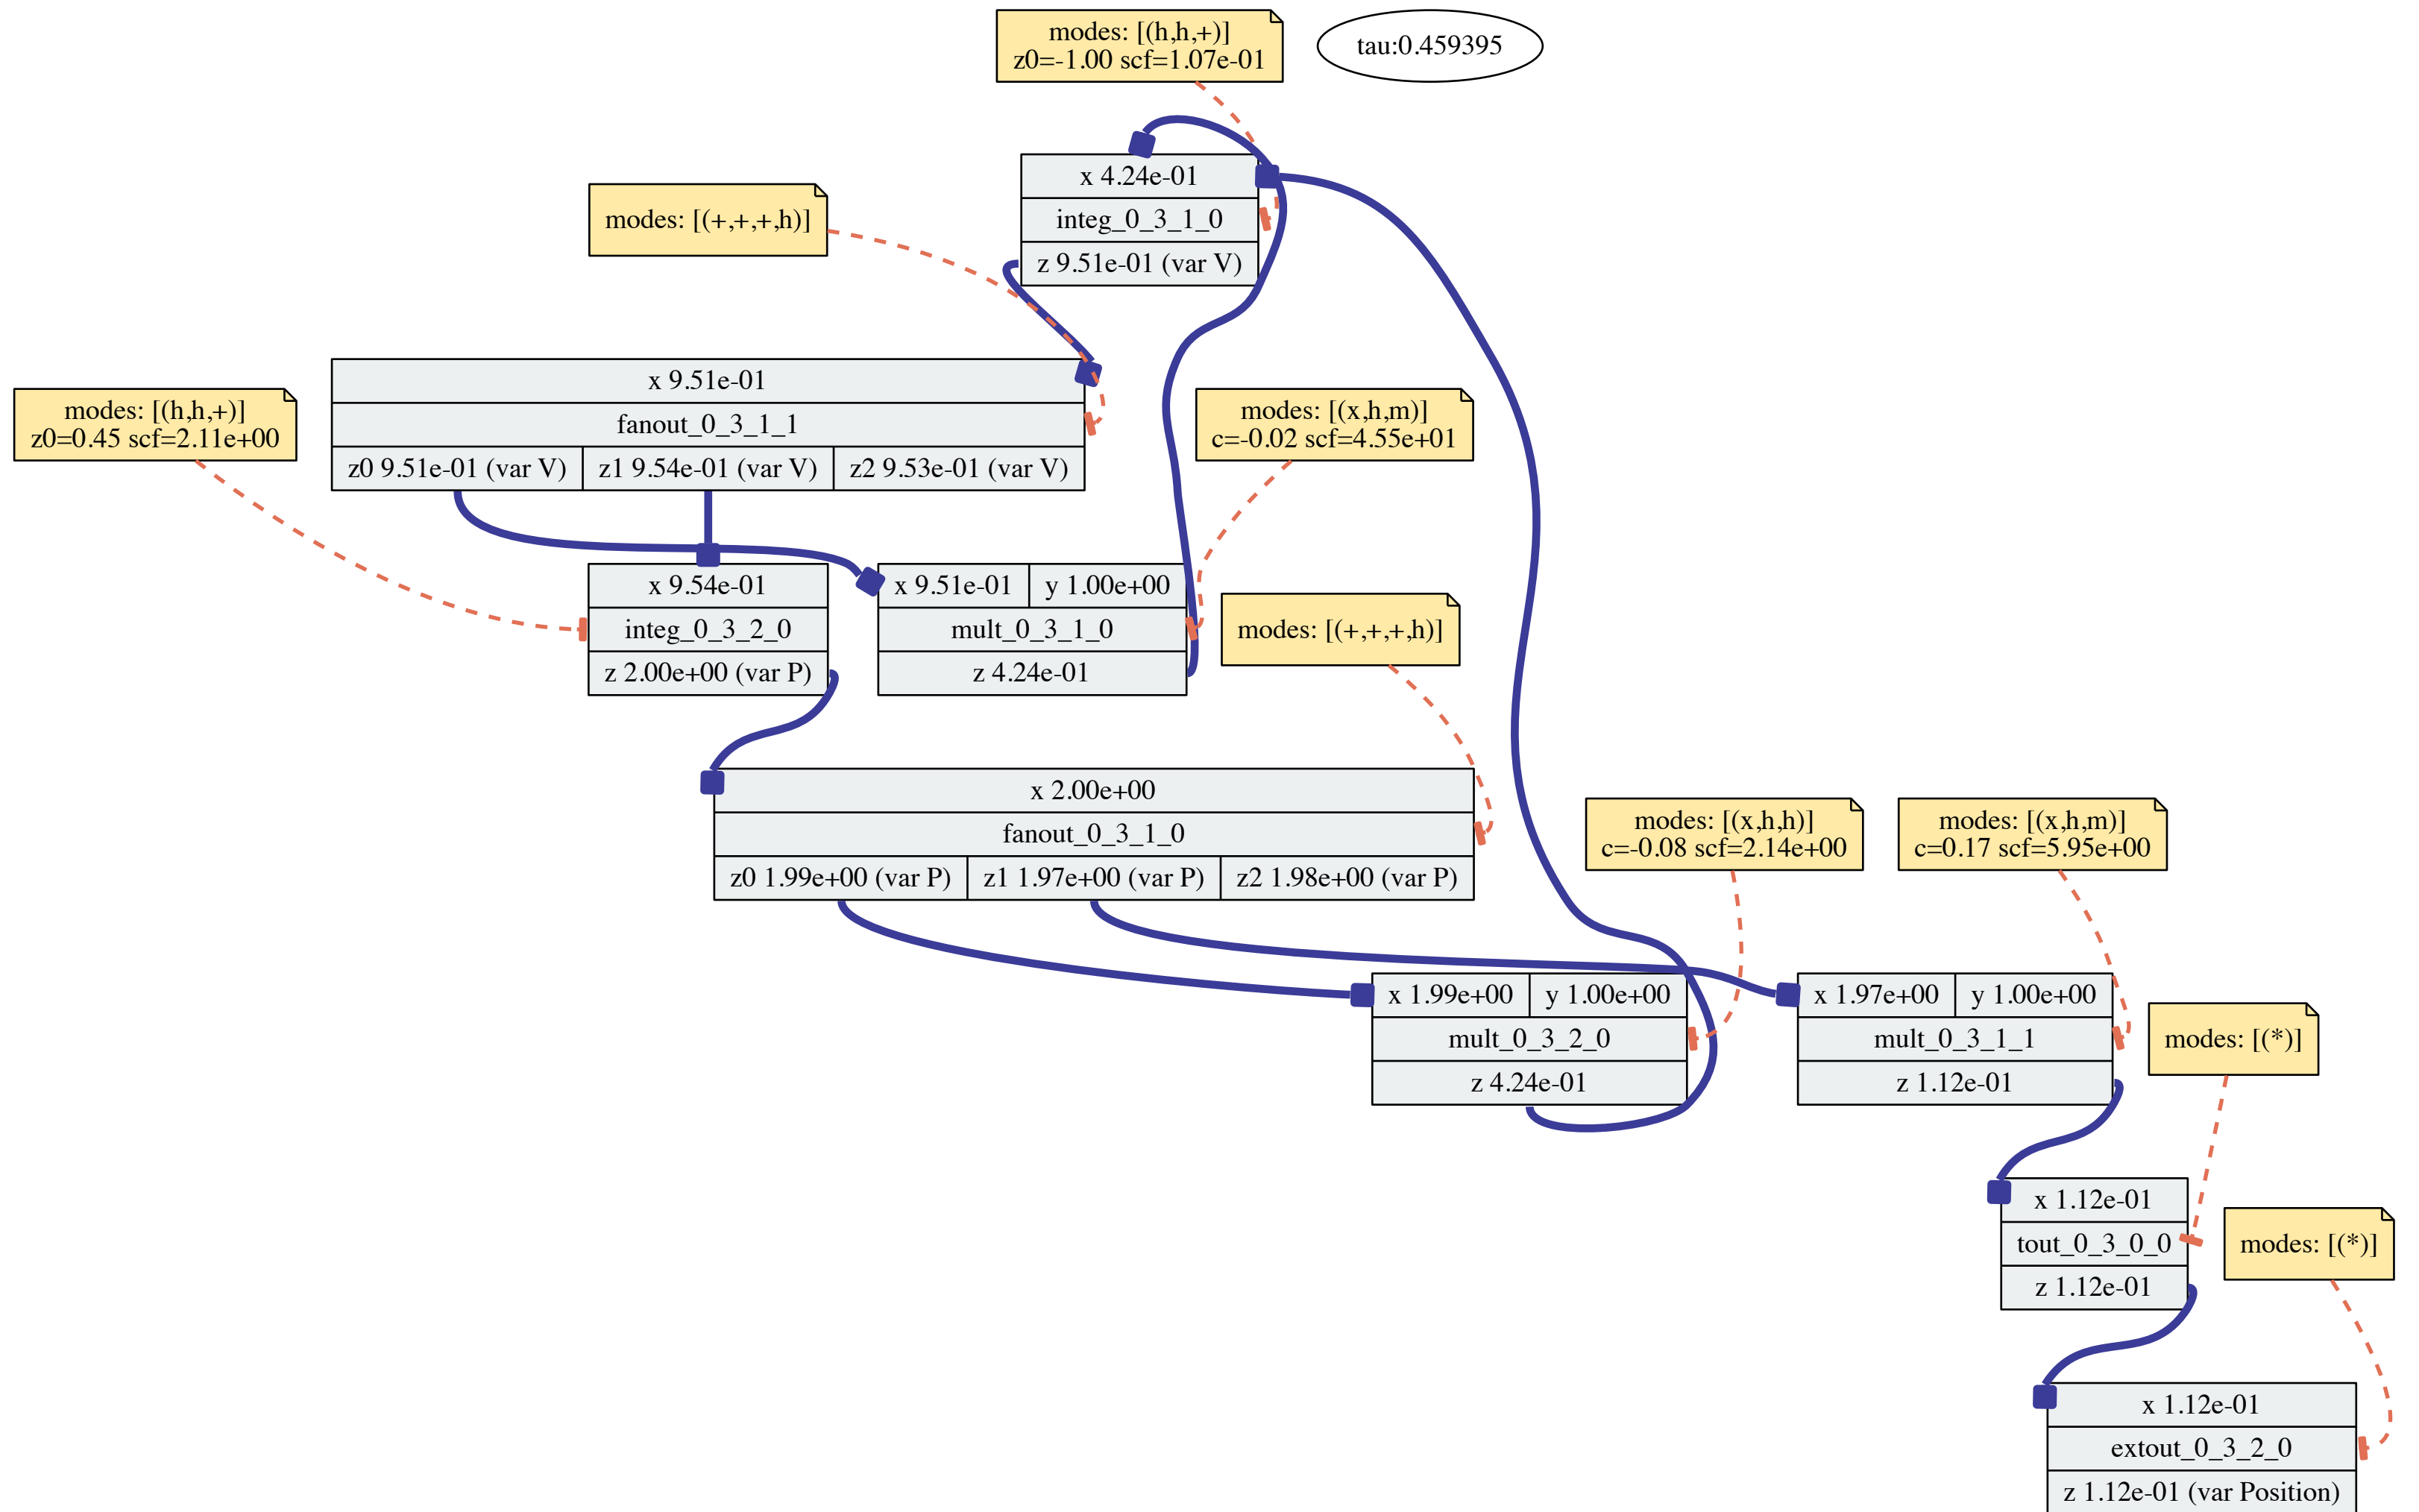 modes: [(h,h,+)]
z0=-1.00 scf=1.07e-01
tau:0.459395
x 4.24e-01
integ_0_3_1_0
z 9.51e-01 (var V)
modes: [(+,+,+,h)]
x 9.51e-01
fanout_0_3_1_1
z0 9.51e-01 (var V) z1 9.54e-01 (var V) z2 9.53e-01 (var V)
modes: [(h,h,+)]
z0=0.45 scf=2.11e+00
modes: [(x,h,m)]
c=-0.02 scf=4.55e+01
x 9.54e-01
integ_0_3_2_0
z 2.00e+00 (var P)
x 9.51e-01 y 1.00e+00
mult_0_3_1_0
z 4.24e-01
modes: [(+,+,+,h)]
x 2.00e+00
fanout_0_3_1_0
z0 1.99e+00 (var P) z1 1.97e+00 (var P) z2 1.98e+00 (var P)
modes: [(x,h,h)]
c=-0.08 scf=2.14e+00
modes: [(x,h,m)]
c=0.17 scf=5.95e+00
x 1.99e+00 y 1.00e+00
mult_0_3_2_0
z 4.24e-01
x 1.97e+00 y 1.00e+00
mult_0_3_1_1
z 1.12e-01
modes: [(*)]
x 1.12e-01
tout_0_3_0_0
z 1.12e-01
modes: [(*)]
x 1.12e-01
extout_0_3_2_0
z 1.12e-01 (var Position)